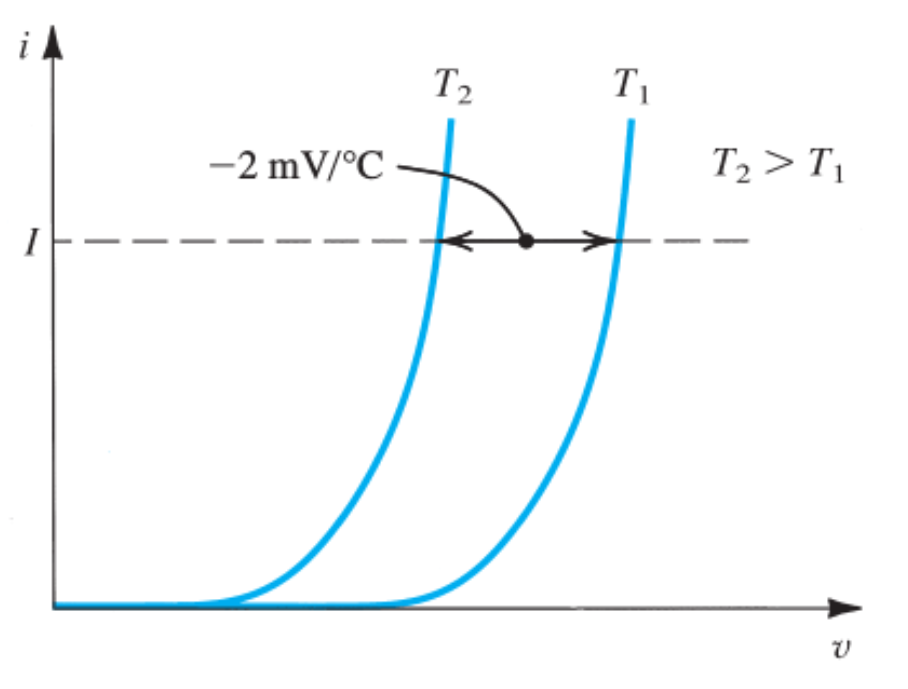 i
T₂
T₁
−2 mV/°C
T₂ > T₁
I
v